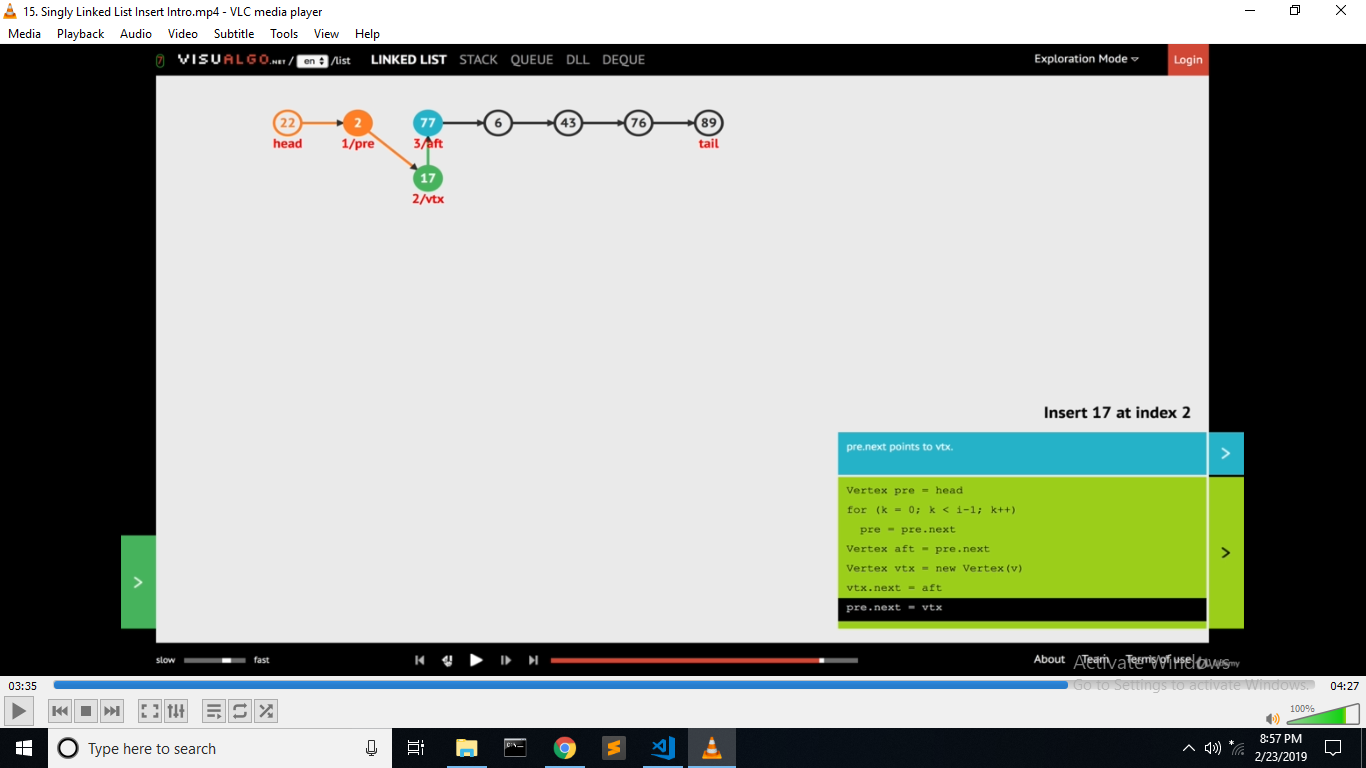 15. Singly Linked List Insert Intro.mp4 - VLC media player
Media Playback Audio Video Subtitle Tools View Help
7 VISUALGO.NET / en /list LINKED LIST STACK QUEUE DLL DEQUE Exploration Mode Login
22 2 77 6 43 76 89
head 1/pre 3/aft tail
17
2/vtx
Insert 17 at index 2
pre.next points to vtx.
Vertex pre = head
for (k = 0; k < i-1; k++)
pre = pre.next
Vertex aft = pre.next
Vertex vtx = new Vertex(v)
vtx.next = aft
pre.next = vtx
slow fast About Team Terms of use
Activate Windows
Go to Settings to activate Windows.
03:35 04:27
100%
Type here to search
8:57 PM
2/23/2019